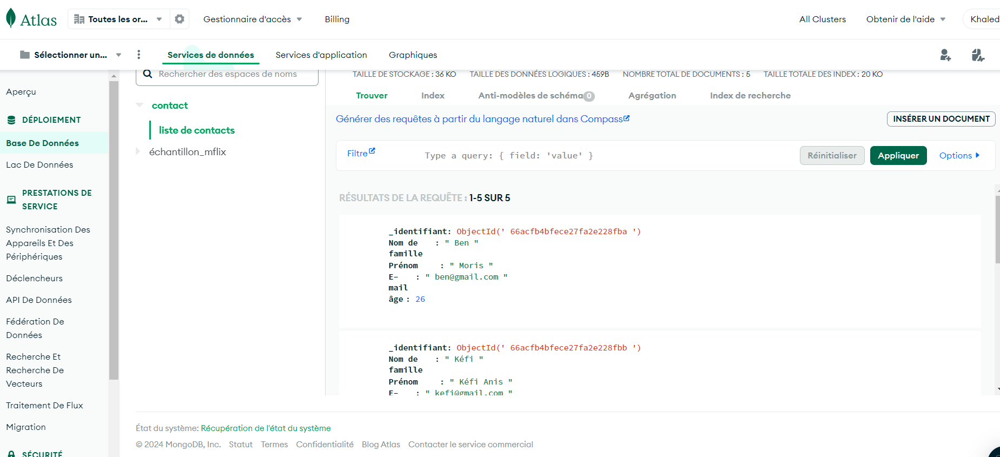 Atlas
Toutes les or...
Gestionnaire d'accès
Billing
All Clusters
Obtenir de l'aide
Khaled
Sélectionner un...
Services de données
Services d'application
Graphiques
Rechercher des espaces de noms
TAILLE DE STOCKAGE : 36 KO TAILLE DES DONNÉES LOGIQUES : 459B NOMBRE TOTAL DE DOCUMENTS : 5 TAILLE TOTALE DES INDEX : 20 KO
Aperçu
DÉPLOIEMENT
Base De Données
Lac De Données
PRESTATIONS DE
SERVICE
Synchronisation Des
Appareils Et Des
Périphériques
Déclencheurs
API De Données
Fédération De
Données
Recherche Et
Recherche De
Vecteurs
Traitement De Flux
Migration
SÉCURITÉ
contact
liste de contacts
échantillon_mflix
Trouver Index Anti-modèles de schéma 0 Agrégation Index de recherche
Générer des requêtes à partir du langage naturel dans Compass
INSÉRER UN DOCUMENT
Filtre
Type a query: { field: 'value' }
Réinitialiser
Appliquer
Options
RÉSULTATS DE LA REQUÊTE : 1-5 SUR 5
_identifiant: ObjectId(' 66acfb4bfece27fa2e228fba ')
Nom de : " Ben "
famille
Prénom : " Moris "
E- : " ben@gmail.com "
mail
âge : 26
_identifiant: ObjectId(' 66acfb4bfece27fa2e228fbb ')
Nom de : " Kéfi "
famille
Prénom : " Kéfi Anis "
E- : " kefi@gmail.com "
État du système: Récupération de l'état du système
© 2024 MongoDB, Inc. Statut Termes Confidentialité Blog Atlas Contacter le service commercial